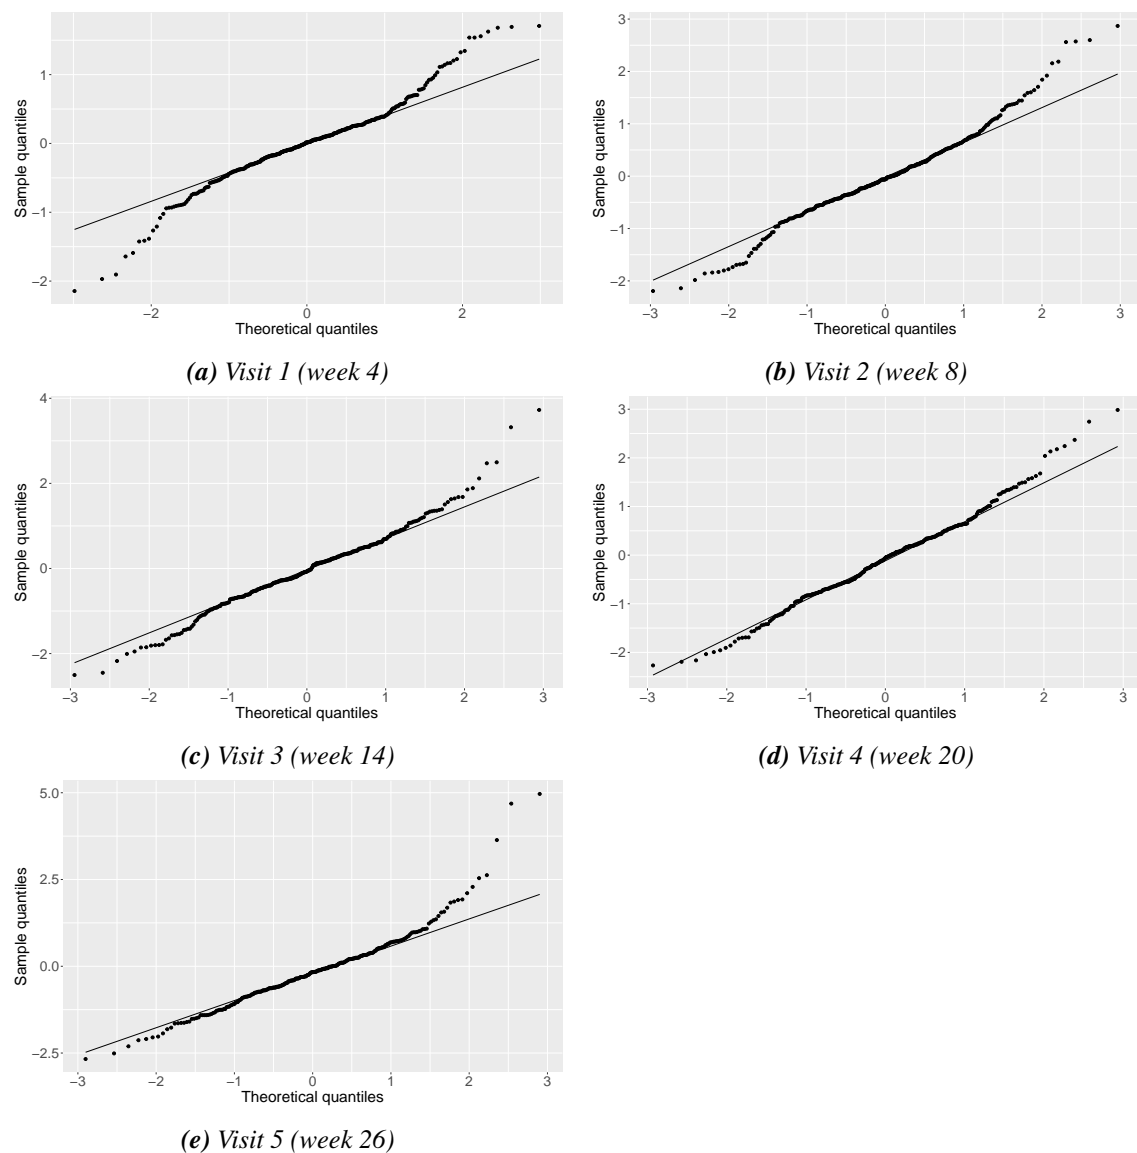 1
0
−1
−2
Sample quantiles
−2 0 2
Theoretical quantiles
(a) Visit 1 (week 4)
3
2
1
0
−1
−2
Sample quantiles
−3 −2 −1 0 1 2 3
Theoretical quantiles
(b) Visit 2 (week 8)
4
2
0
−2
Sample quantiles
−3 −2 −1 0 1 2 3
Theoretical quantiles
(c) Visit 3 (week 14)
3
2
1
0
−1
−2
Sample quantiles
−3 −2 −1 0 1 2 3
Theoretical quantiles
(d) Visit 4 (week 20)
5.0
2.5
0.0
−2.5
Sample quantiles
−3 −2 −1 0 1 2 3
Theoretical quantiles
(e) Visit 5 (week 26)